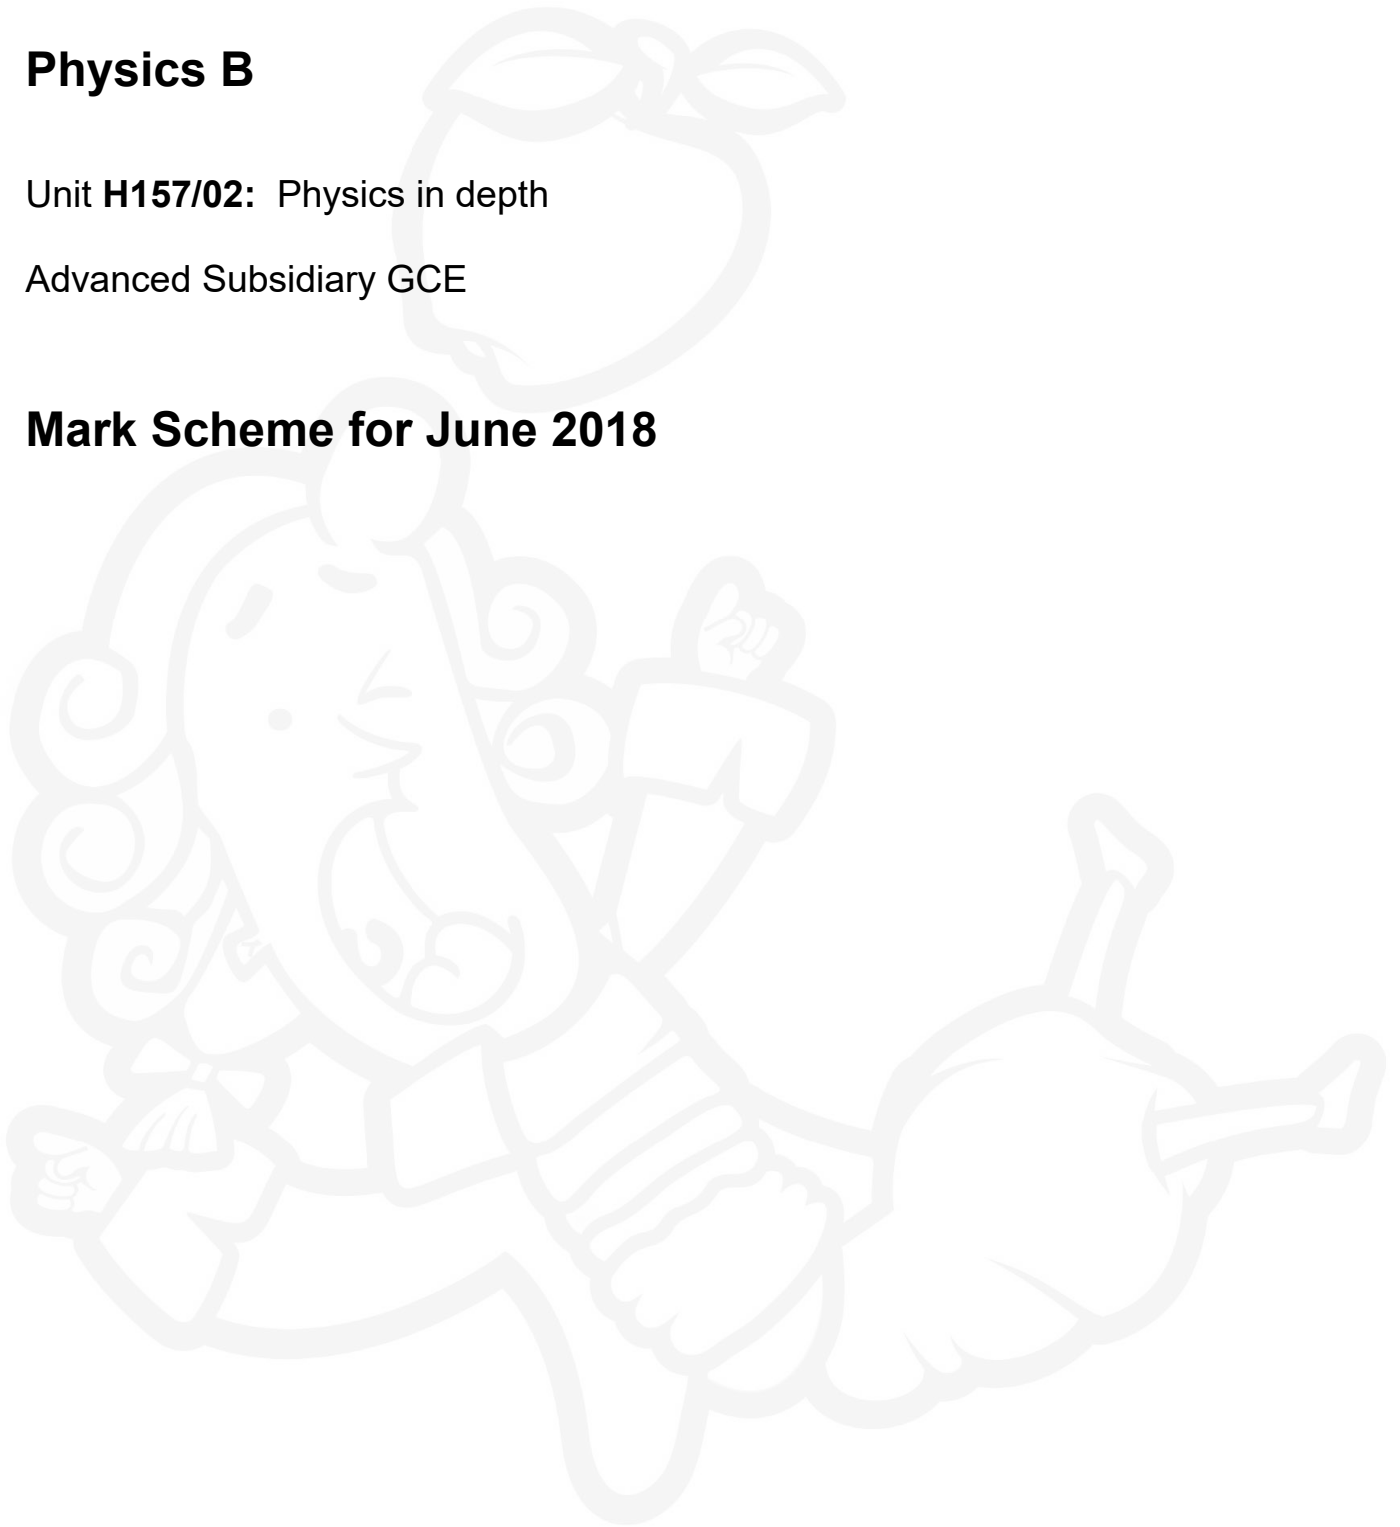 Physics B
Unit H157/02: Physics in depth
Advanced Subsidiary GCE
Mark Scheme for June 2018